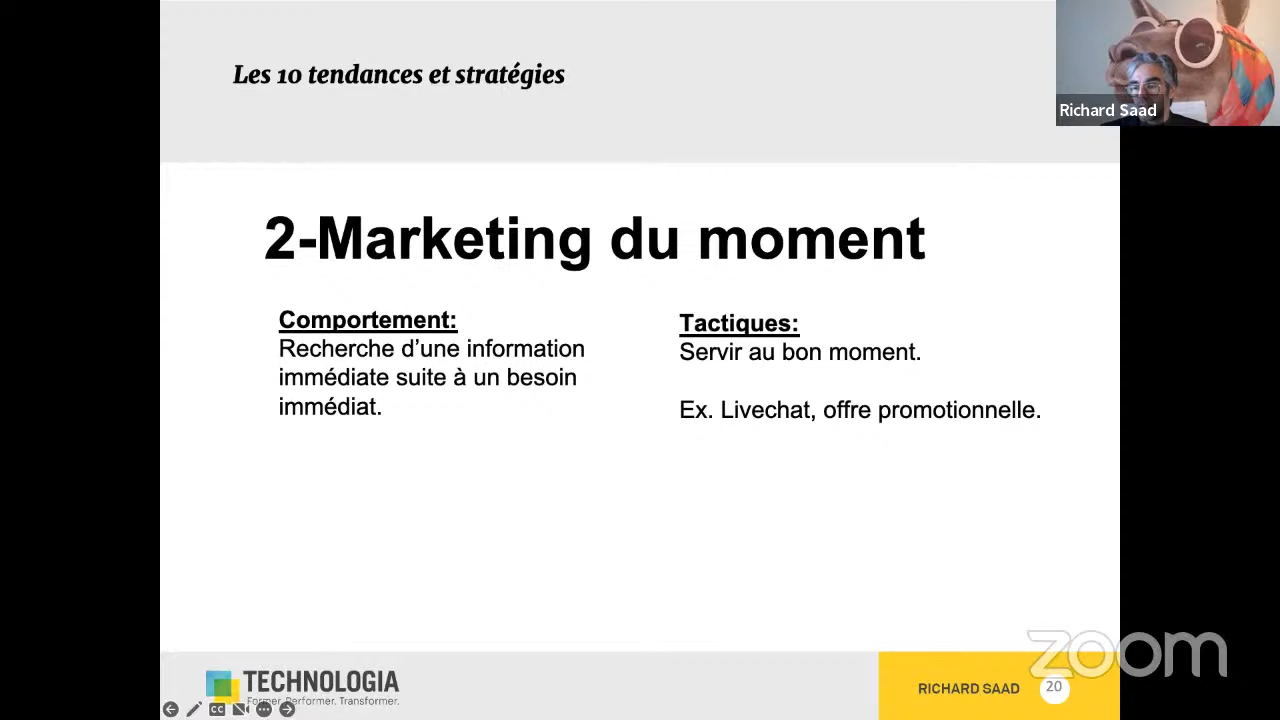 Les 10 tendances et stratégies
Richard Saad
2-Marketing du moment
Comportement:
Recherche d’une information
immédiate suite à un besoin
immédiat.
Tactiques:
Servir au bon moment.
Ex. Livechat, offre promotionnelle.
zoom
TECHNOLOGIA
Former. Performer. Transformer.
RICHARD SAAD
20
CC